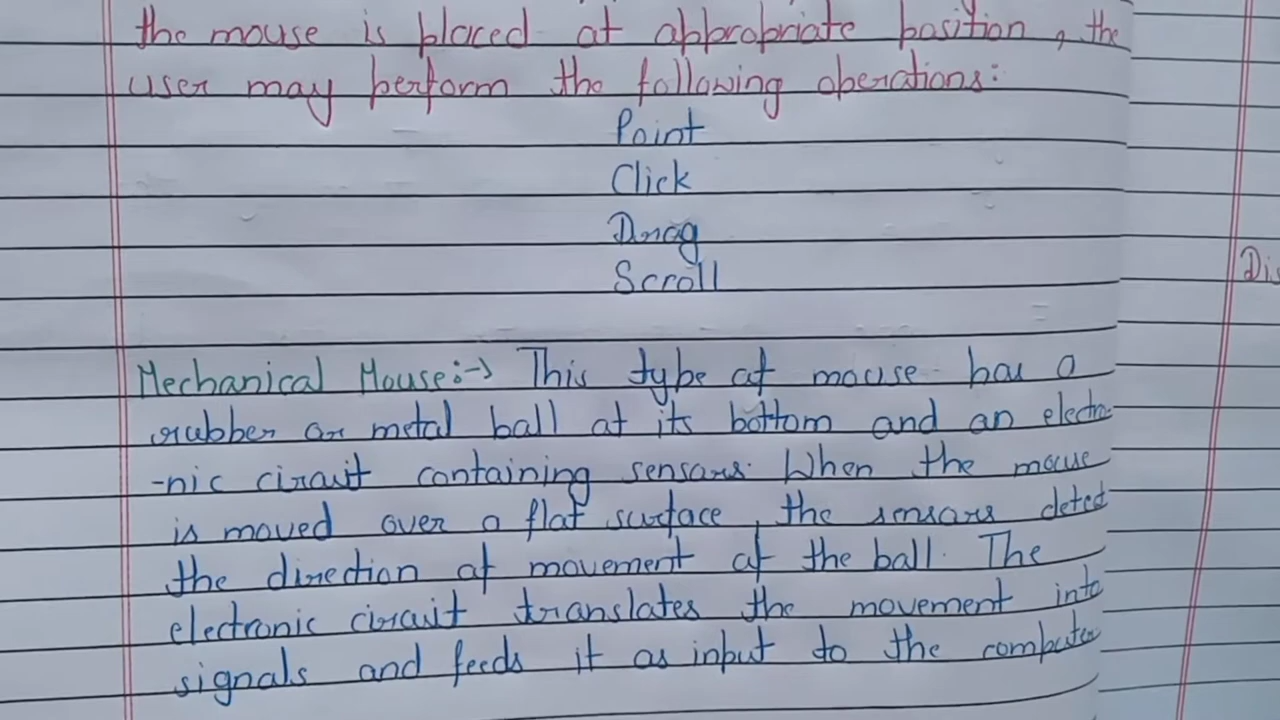 the mouse is placed at appropriate position, the
user may perform the following operations:
Point
Click
Drag
Scroll
Mechanical Mouse:→ This type of mouse has a
rubber or metal ball at its bottom and an electro
-nic circuit containing sensors. When the mouse
is moved over a flat surface, the sensors detect
the direction of movement of the ball. The
electronic circuit translates the movement into
signals and feeds it as input to the computer